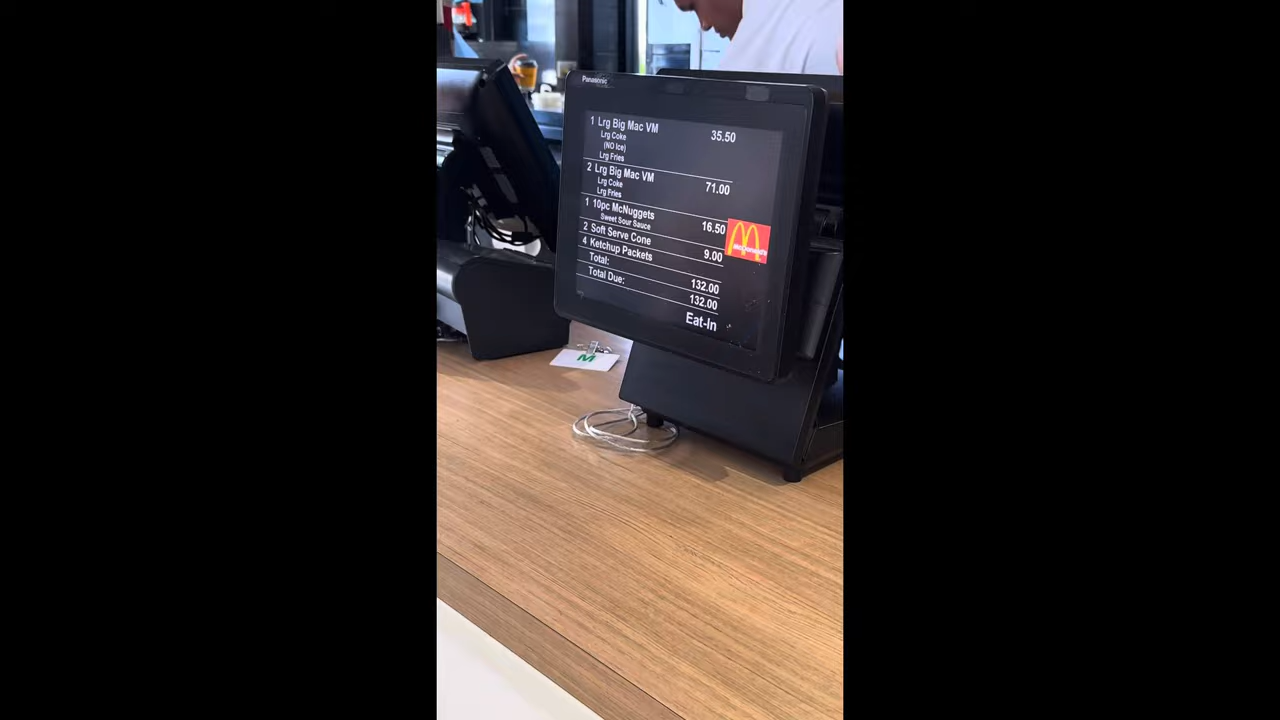 Panasonic
1 Lrg Big Mac VM 35.50
Lrg Coke
(NO Ice)
Lrg Fries
2 Lrg Big Mac VM 71.00
Lrg Coke
Lrg Fries
1 10pc McNuggets 16.50
Sweet Sour Sauce
2 Soft Serve Cone 9.00
4 Ketchup Packets
Total: 132.00
Total Due: 132.00
Eat-In
McDonald's
M